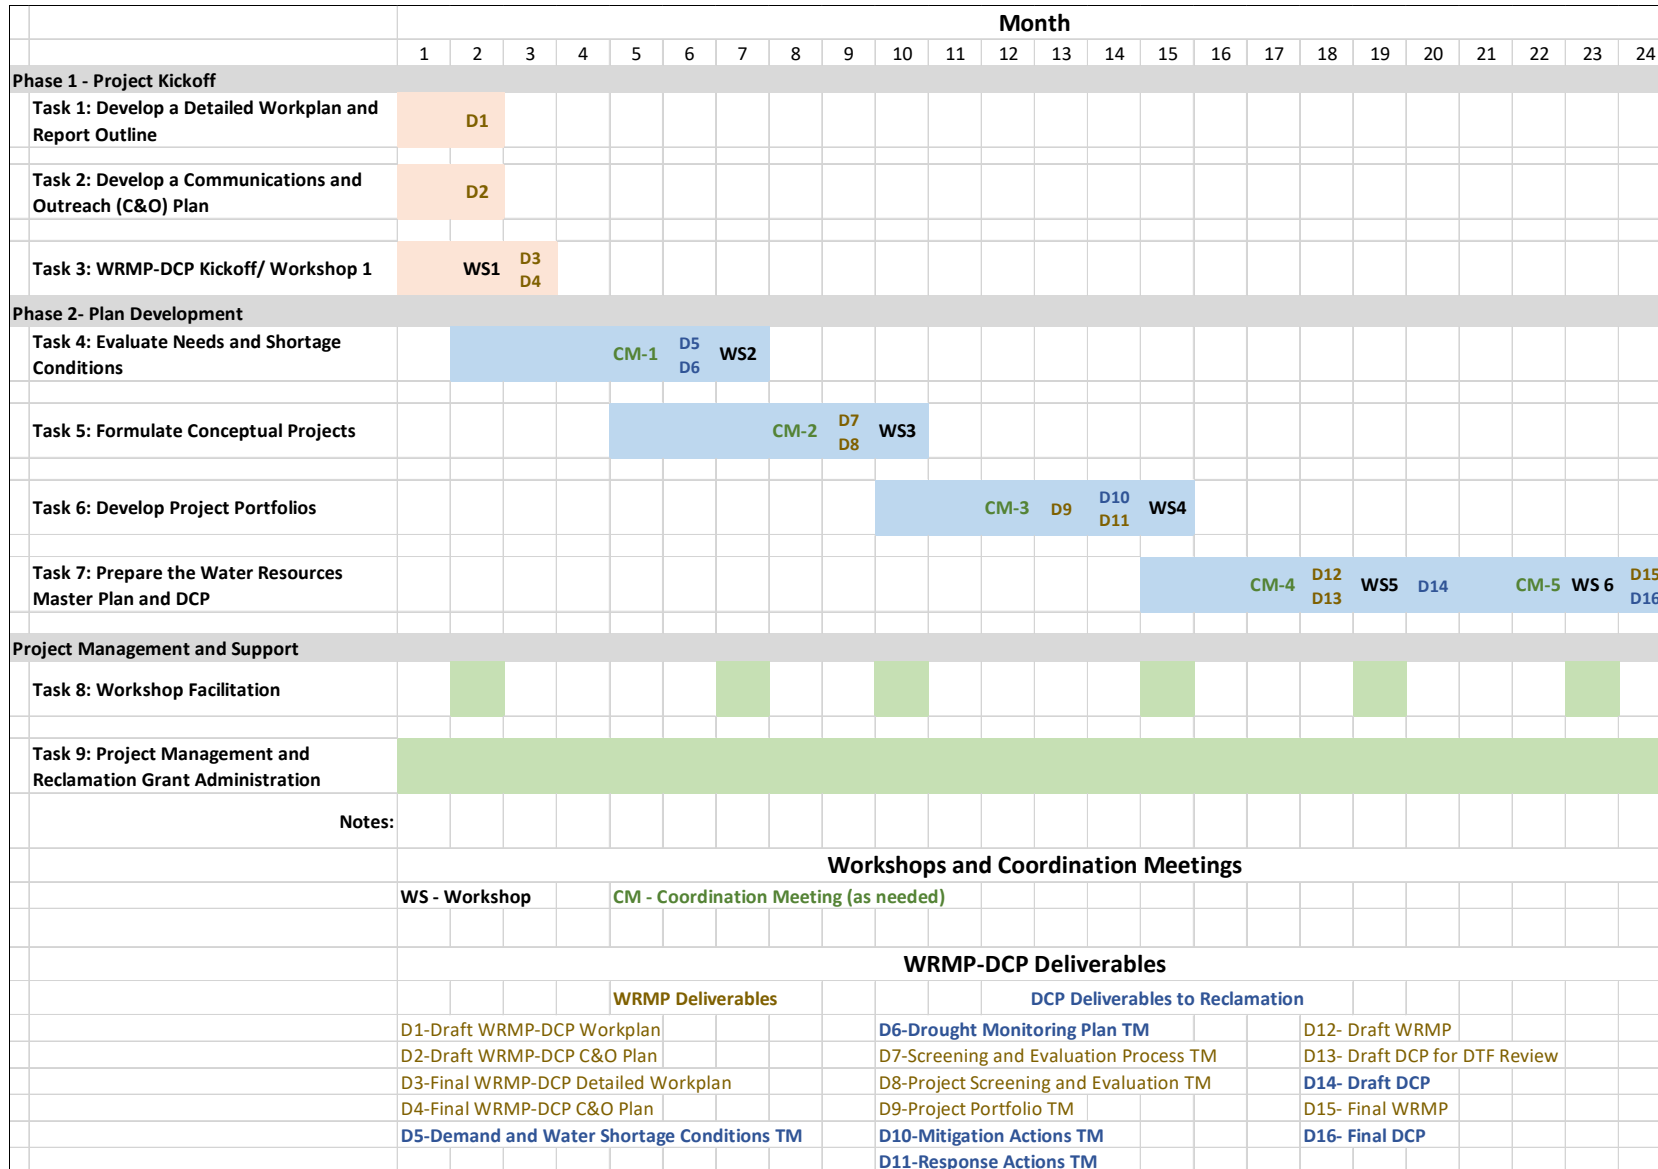 Month
1 2 3 4 5 6 7 8 9 10 11 12 13 14 15 16 17 18 19 20 21 22 23 24
Phase 1 - Project Kickoff
Task 1: Develop a Detailed Workplan and
Report Outline
D1
Task 2: Develop a Communications and
Outreach (C&O) Plan
D2
Task 3: WRMP-DCP Kickoff/ Workshop 1
WS1
D3
D4
Phase 2- Plan Development
Task 4: Evaluate Needs and Shortage
Conditions
CM-1
D5
D6
WS2
Task 5: Formulate Conceptual Projects
CM-2
D7
D8
WS3
Task 6: Develop Project Portfolios
CM-3
D9
D10
D11
WS4
Task 7: Prepare the Water Resources
Master Plan and DCP
CM-4
D12
D13
WS5
D14
CM-5
WS 6
D15
D16
Project Management and Support
Task 8: Workshop Facilitation
Task 9: Project Management and
Reclamation Grant Administration
Notes:
Workshops and Coordination Meetings
WS - Workshop
CM - Coordination Meeting (as needed)
WRMP-DCP Deliverables
WRMP Deliverables
DCP Deliverables to Reclamation
D1-Draft WRMP-DCP Workplan
D2-Draft WRMP-DCP C&O Plan
D3-Final WRMP-DCP Detailed Workplan
D4-Final WRMP-DCP C&O Plan
D5-Demand and Water Shortage Conditions TM
D6-Drought Monitoring Plan TM
D7-Screening and Evaluation Process TM
D8-Project Screening and Evaluation TM
D9-Project Portfolio TM
D10-Mitigation Actions TM
D11-Response Actions TM
D12- Draft WRMP
D13- Draft DCP for DTF Review
D14- Draft DCP
D15- Final WRMP
D16- Final DCP